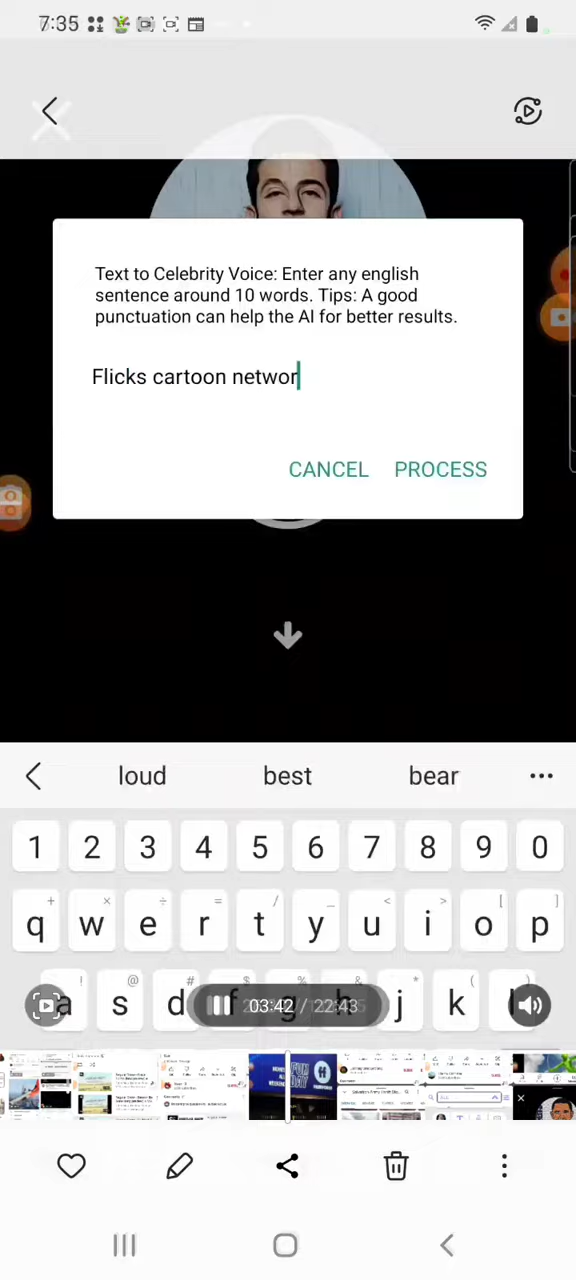 7:35
Text to Celebrity Voice: Enter any english
sentence around 10 words. Tips: A good
punctuation can help the AI for better results.
Flicks cartoon networ
CANCEL PROCESS
loud best bear
1 2 3 4 5 6 7 8 9 0
+ × ÷ = / _ < > [ ]
q w e r t y u i o p
! @ # $ % & * ( )
a s d f g h j k l
03:42 / 22:43